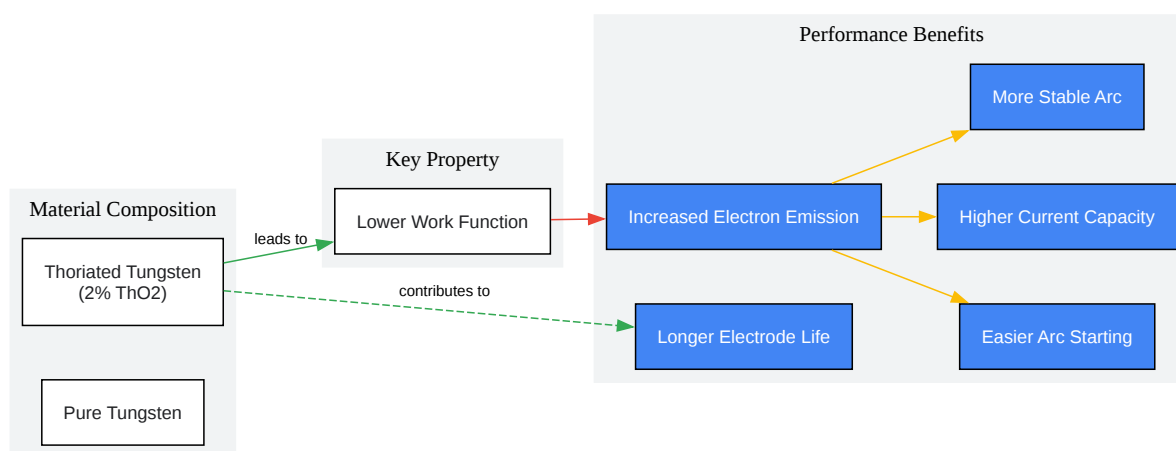 Performance Benefits
More Stable Arc
Key Property
Material Composition
Lower Work Function
Increased Electron Emission
Higher Current Capacity
leads to
Thoriated Tungsten
(2% ThO2)
contributes to
Longer Electrode Life
Easier Arc Starting
Pure Tungsten